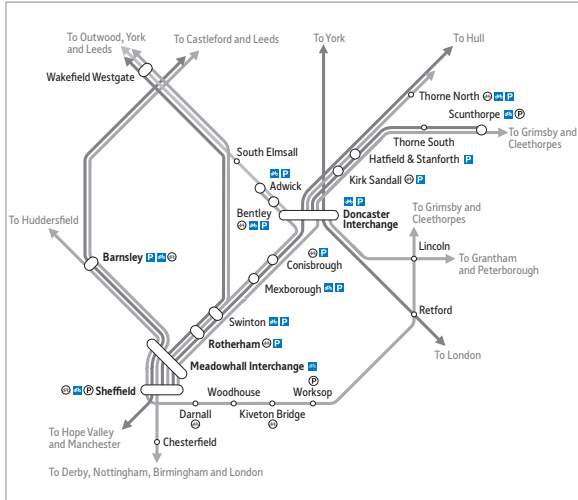 To Outwood, York
and Leeds
To Castleford and Leeds
To York
To Hull
Wakefield Westgate
Thorne North P
Scunthorpe P
To Grimsby and
Cleethorpes
Thorne South
Hatfield & Stanforth P
Kirk Sandall P
South Elmsall
P
Adwick
Bentley
P
P
Doncaster
Interchange
To Huddersfield
To Grimsby and
Cleethorpes
Lincoln
To Grantham
and Peterborough
Barnsley P
P
Conisbrough
Mexborough P
Swinton P
Rotherham P
Meadowhall Interchange
Retford
To London
P Sheffield
Darnall
Woodhouse
Kiveton Bridge
P
Worksop
To Hope Valley
and Manchester
Chesterfield
To Derby, Nottingham, Birmingham and London